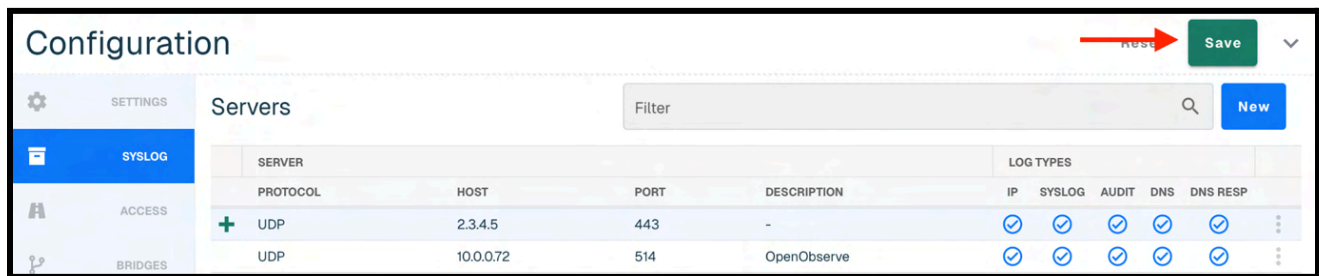 Configuration
Save
SETTINGS
Servers
Filter
New
SYSLOG
SERVER LOG TYPES
PROTOCOL HOST PORT DESCRIPTION IP SYSLOG AUDIT DNS DNS RESP
ACCESS
UDP 2.3.4.5 443 -
UDP 10.0.0.72 514 OpenObserve
BRIDGES